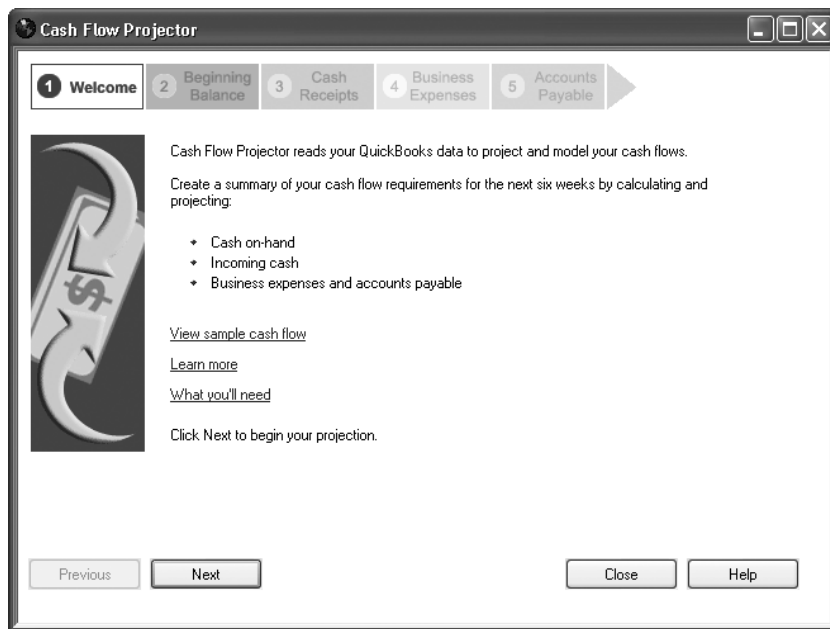 Cash Flow Projector
1 Welcome
2 Beginning Balance
3 Cash Receipts
4 Business Expenses
5 Accounts Payable
Cash Flow Projector reads your QuickBooks data to project and model your cash flows.
Create a summary of your cash flow requirements for the next six weeks by calculating and
projecting:
Cash on-hand
Incoming cash
Business expenses and accounts payable
$
View sample cash flow
Learn more
What you'll need
Click Next to begin your projection.
Previous
Next
Close
Help